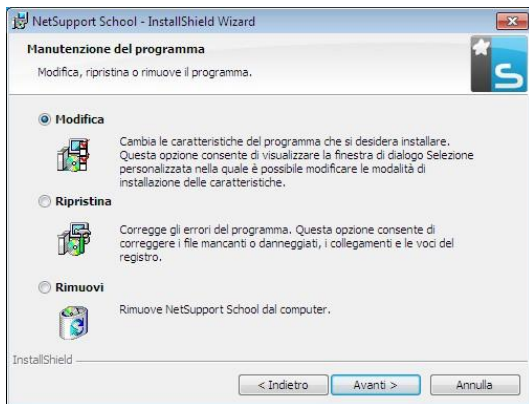 NetSupport School - InstallShield Wizard
Manutenzione del programma
Modifica, ripristina o rimuove il programma.
S
Modifica
Cambia le caratteristiche del programma che si desidera installare.
Questa opzione consente di visualizzare la finestra di dialogo Selezione
personalizzata nella quale è possibile modificare le modalità di
installazione delle caratteristiche.
Ripristina
Corregge gli errori del programma. Questa opzione consente di
correggere i file mancanti o danneggiati, i collegamenti e le voci del
registro.
Rimuovi
Rimuove NetSupport School dal computer.
InstallShield
< Indietro
Avanti >
Annulla